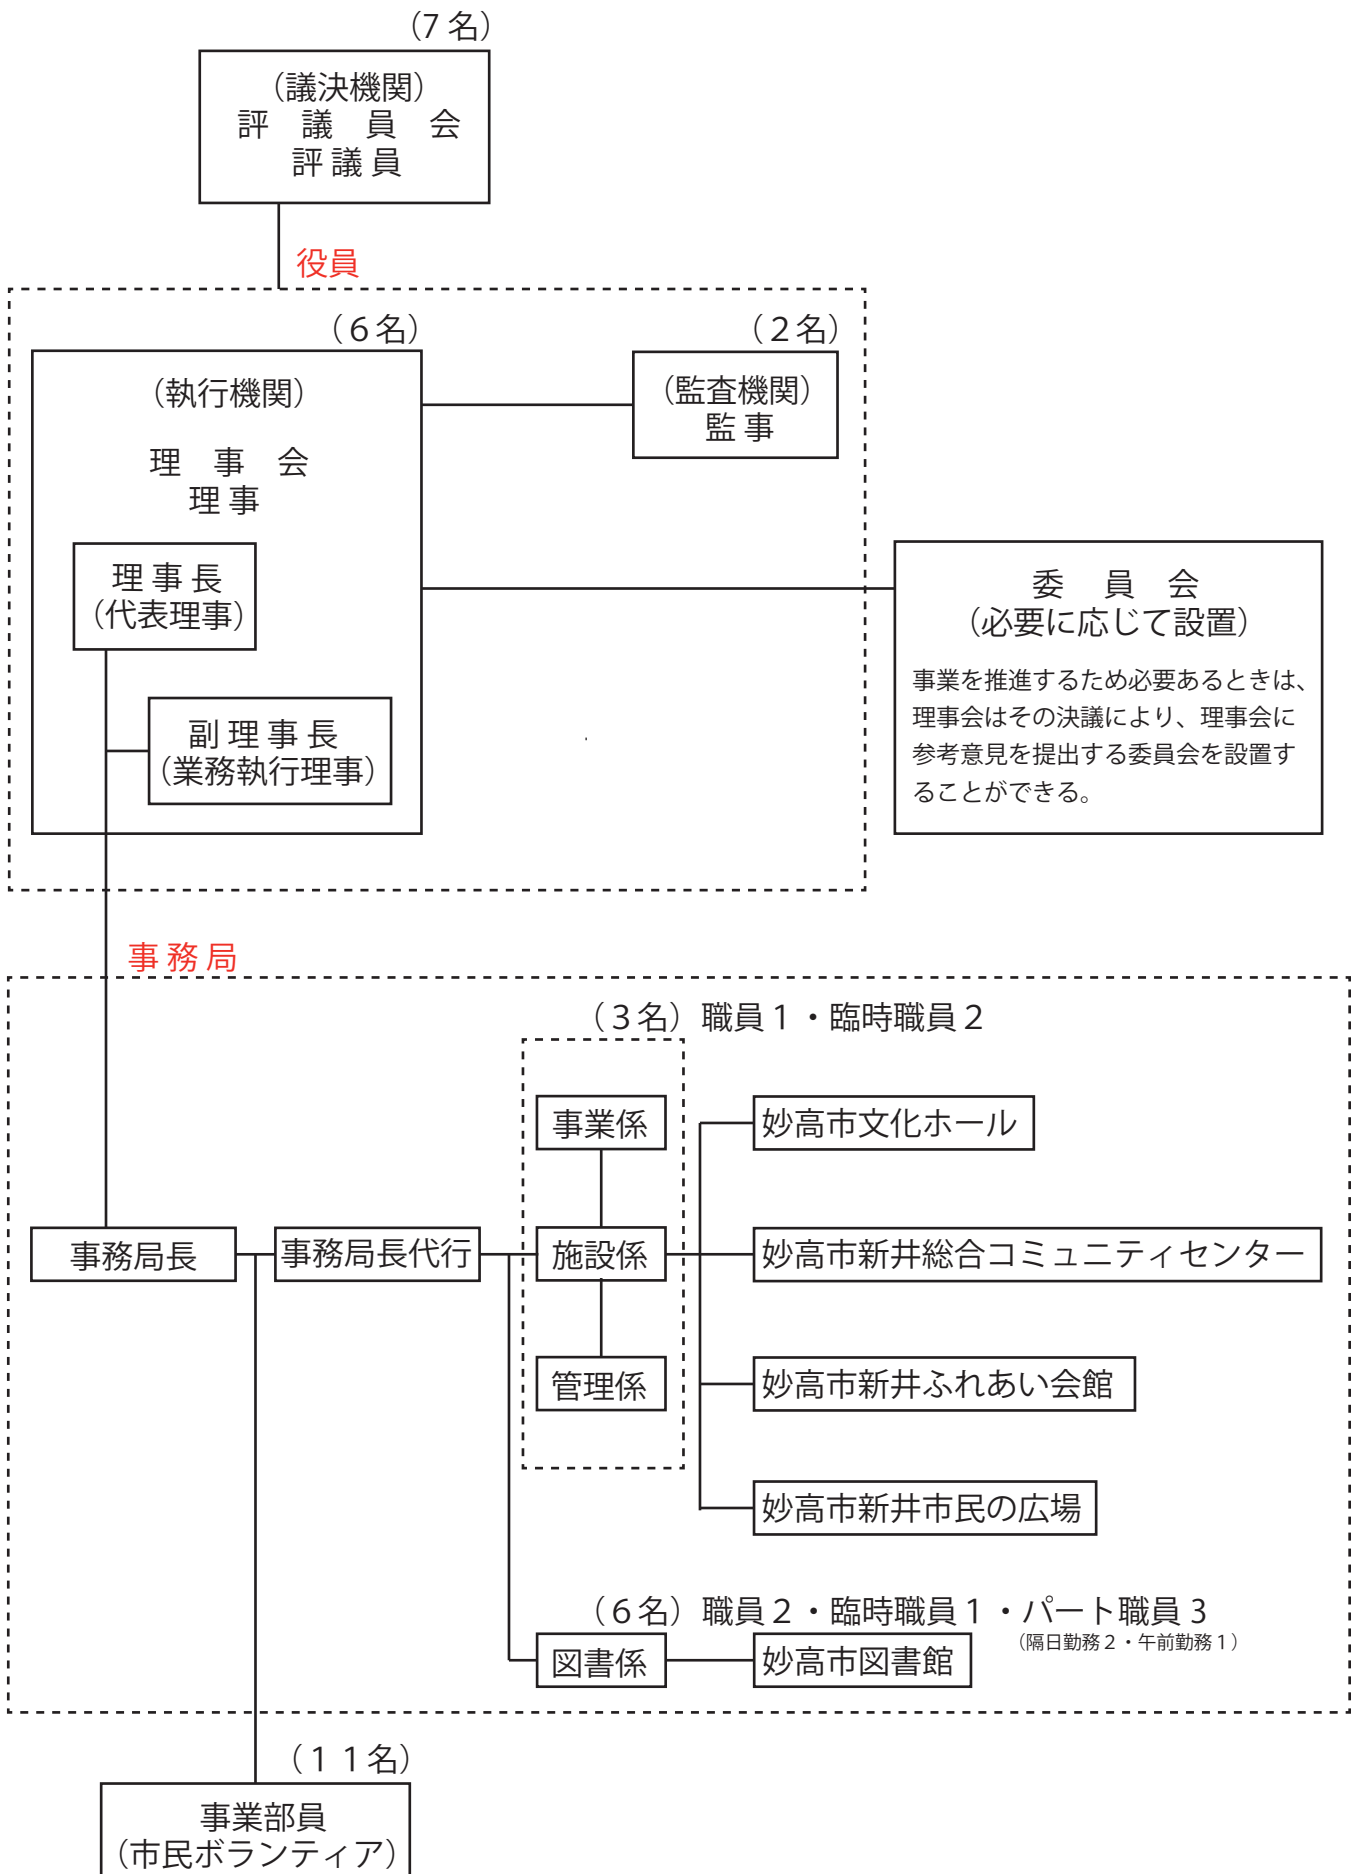 （7 名）
（議決機関）
評　議　員　会
評 議 員
役員
（６名）
（２名）
（執行機関）
理　事　会
理 事
（監査機関）
監 事
理 事 長
（代表理事）
副 理 事 長
（業務執行理事）
委　員　会
（必要に応じて設置）
事業を推進するため必要あるときは、
理事会はその決議により、理事会に
参考意見を提出する委員会を設置す
ることができる。
事 務 局
（３名）職員１・臨時職員２
事業係
妙高市文化ホール
事務局長
事務局長代行
施設係
妙高市新井総合コミュニティセンター
管理係
妙高市新井ふれあい会館
妙高市新井市民の広場
（６名）職員２・臨時職員１・パート職員 3
（隔日勤務２・午前勤務１）
図書係
妙高市図書館
（１１名）
事業部員
（市民ボランティア）